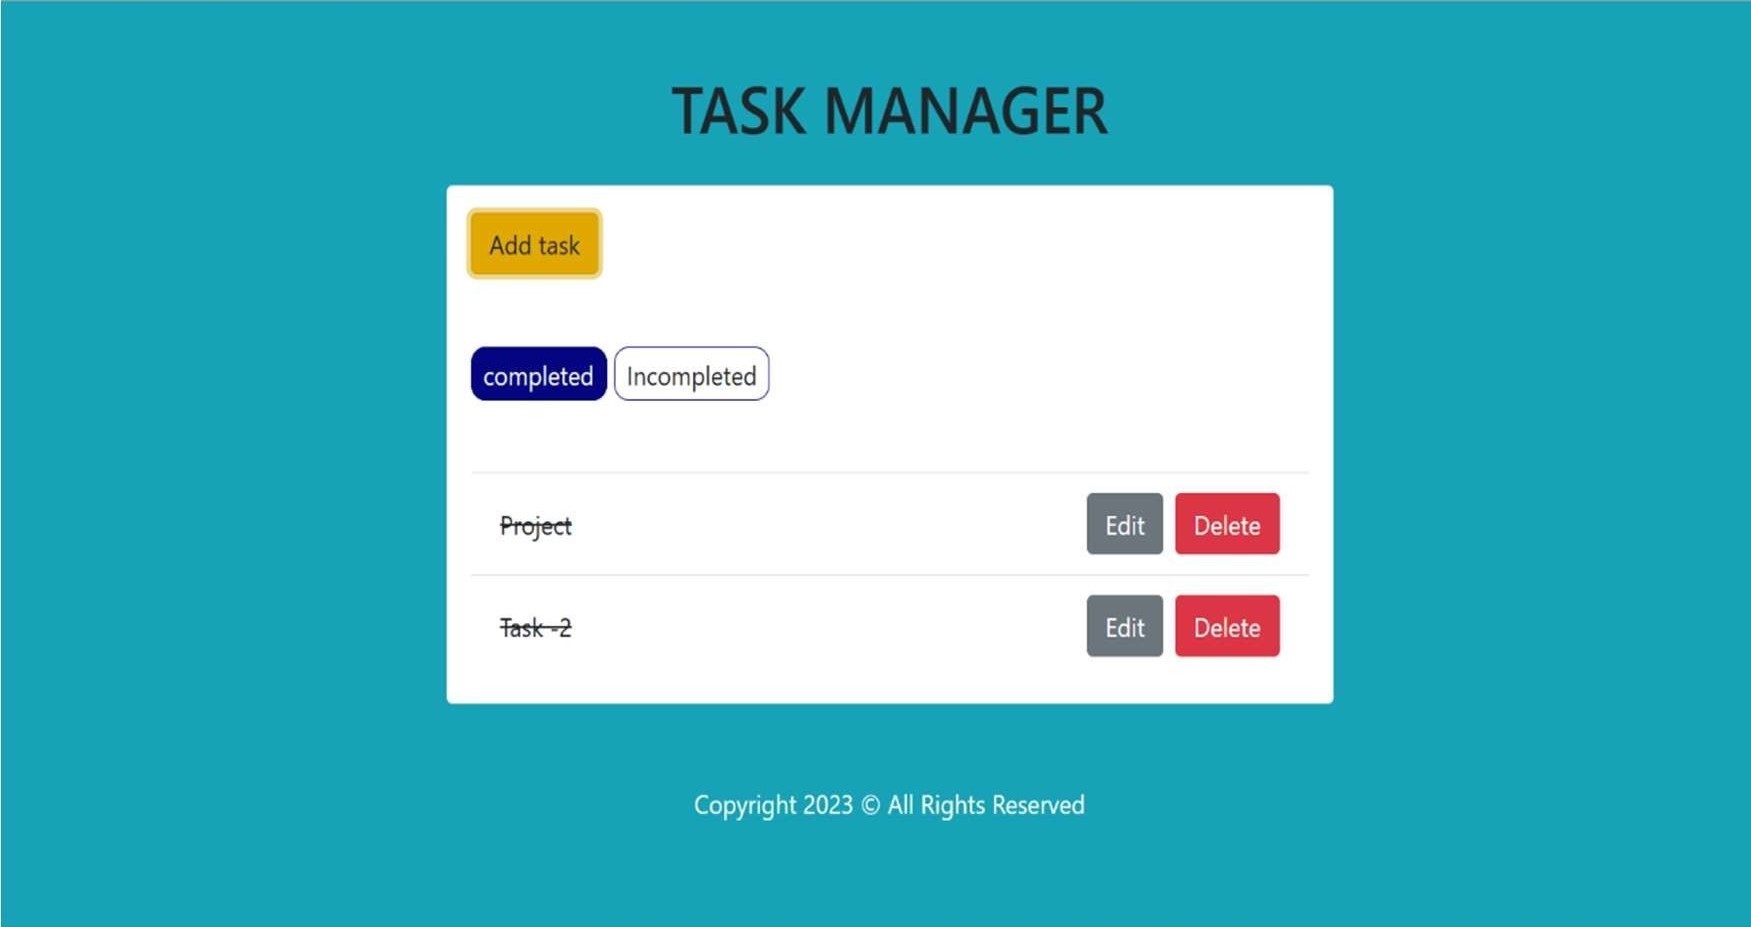 TASK MANAGER
Add task
completed Incompleted
Project Edit Delete
Task -2 Edit Delete
Copyright 2023 © All Rights Reserved